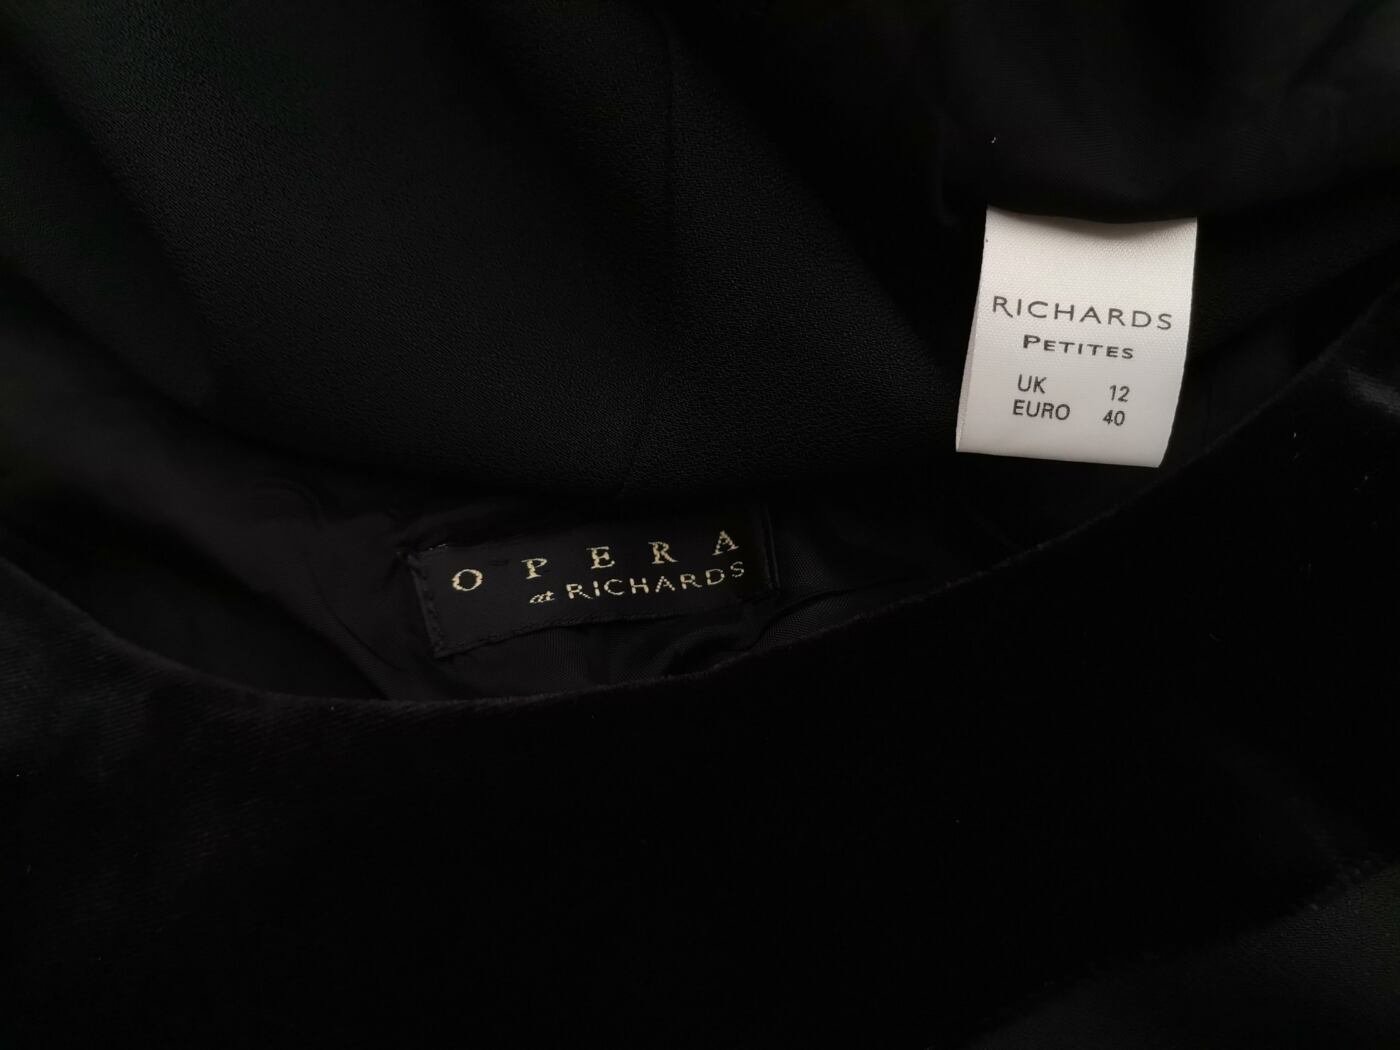 RICHARDS
PETITES
UK 12
EURO 40
OPERA
at RICHARDS